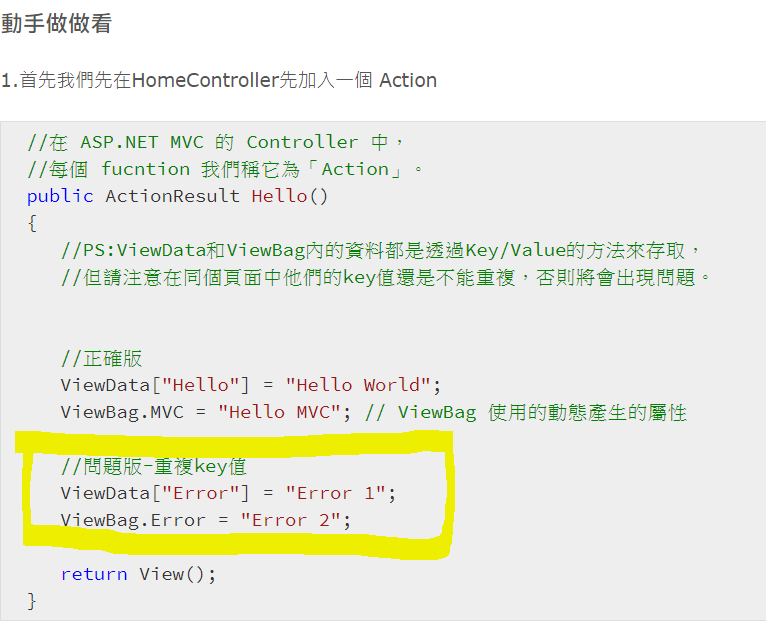 動手做做看
1.首先我們先在HomeController先加入一個 Action
//在 ASP.NET MVC 的 Controller 中，
//每個 fucntion 我們稱它為「Action」。
public ActionResult Hello()
{
//PS:ViewData和ViewBag內的資料都是透過Key/Value的方法來存取，
//但請注意在同個頁面中他們的key值還是不能重複，否則將會出現問題。
//正確版
ViewData["Hello"] = "Hello World";
ViewBag.MVC = "Hello MVC"; // ViewBag 使用的動態產生的屬性
//問題版-重複key值
ViewData["Error"] = "Error 1";
ViewBag.Error = "Error 2";
return View();
}